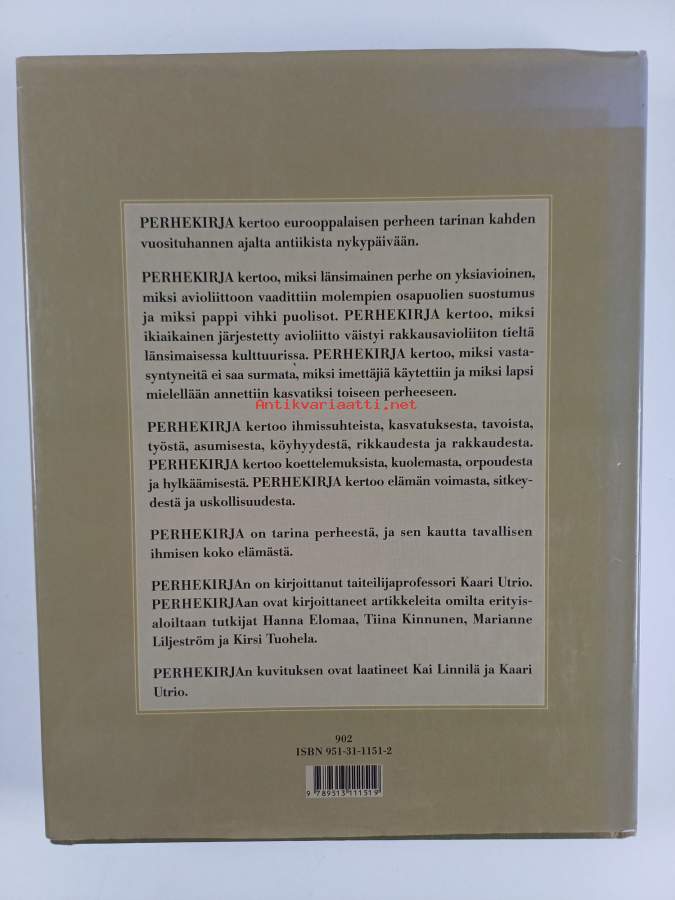 PERHEKIRJA kertoo eurooppalaisen perheen tarinan kahden
vuosituhannen ajalta antiikista nykypäivään.
PERHEKIRJA kertoo, miksi länsimainen perhe on yksiavioinen,
miksi avioliittoon vaadittiin molempien osapuolien suostumus
ja miksi pappi vihki puolisot. PERHEKIRJA kertoo, miksi
ikiaikainen järjestetty avioliitto väistyi rakkausavioliiton tieltä
länsimaisessa kulttuurissa. PERHEKIRJA kertoo, miksi vasta-
syntyneitä ei saa surmata, miksi imettäjiä käytettiin ja miksi lapsi
mielellään annettiin kasvatiksi toiseen perheeseen.
Antikvariaatti.net
PERHEKIRJA kertoo ihmissuhteista, kasvatuksesta, tavoista,
työstä, asumisesta, köyhyydestä, rikkaudesta ja rakkaudesta.
PERHEKIRJA kertoo koettelemuksista, kuolemasta, orpoudesta
ja hylkäämisestä. PERHEKIRJA kertoo elämän voimasta, sitkey-
destä ja uskollisuudesta.
PERHEKIRJA on tarina perheestä, ja sen kautta tavallisen
ihmisen koko elämästä.
PERHEKIRJAn on kirjoittanut taiteilijaprofessori Kaari Utrio.
PERHEKIRJAan ovat kirjoittaneet artikkeleita omilta erityis-
aloiltaan tutkijat Hanna Elomaa, Tiina Kinnunen, Marianne
Liljeström ja Kirsi Tuohela.
PERHEKIRJAn kuvituksen ovat laatineet Kai Linnilä ja Kaari
Utrio.
902
ISBN 951-31-1151-2
9 789513 111519